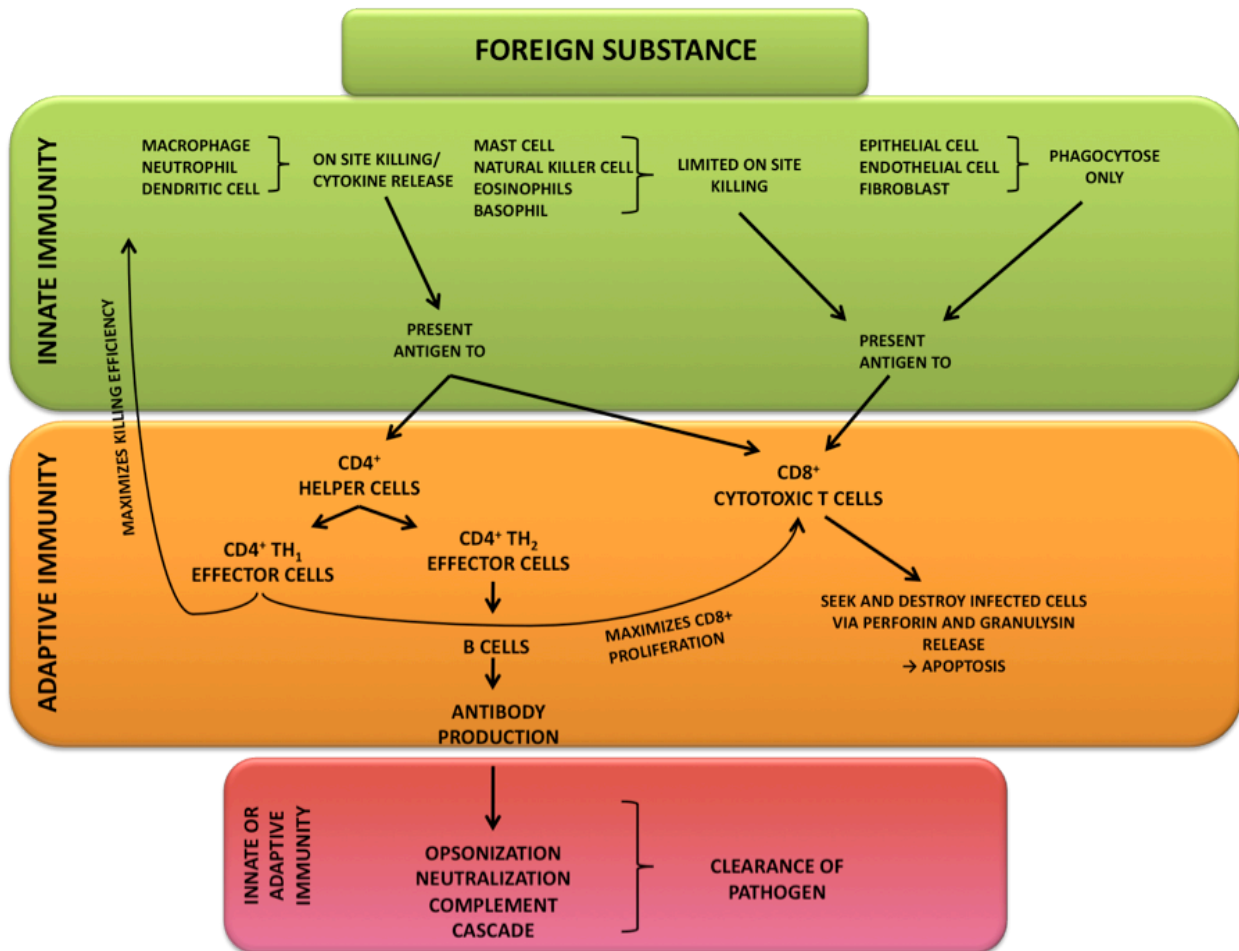 FOREIGN SUBSTANCE
INNATE IMMUNITY
MACROPHAGE
NEUTROPHIL
DENDRITIC CELL
ON SITE KILLING/
CYTOKINE RELEASE
MAST CELL
NATURAL KILLER CELL
EOSINOPHILS
BASOPHIL
LIMITED ON SITE
KILLING
EPITHELIAL CELL
ENDOTHELIAL CELL
FIBROBLAST
PHAGOCYTOSE
ONLY
PRESENT
ANTIGEN TO
PRESENT
ANTIGEN TO
MAXIMIZES KILLING EFFICIENCY
ADAPTIVE IMMUNITY
CD4⁺
HELPER CELLS
CD8⁺
CYTOTOXIC T CELLS
CD4⁺ TH₁
EFFECTOR CELLS
CD4⁺ TH₂
EFFECTOR CELLS
MAXIMIZES CD8+
PROLIFERATION
SEEK AND DESTROY INFECTED CELLS
VIA PERFORIN AND GRANULYSIN
RELEASE
→ APOPTOSIS
B CELLS
ANTIBODY
PRODUCTION
INNATE OR
ADAPTIVE
IMMUNITY
OPSONIZATION
NEUTRALIZATION
COMPLEMENT
CASCADE
CLEARANCE OF
PATHOGEN